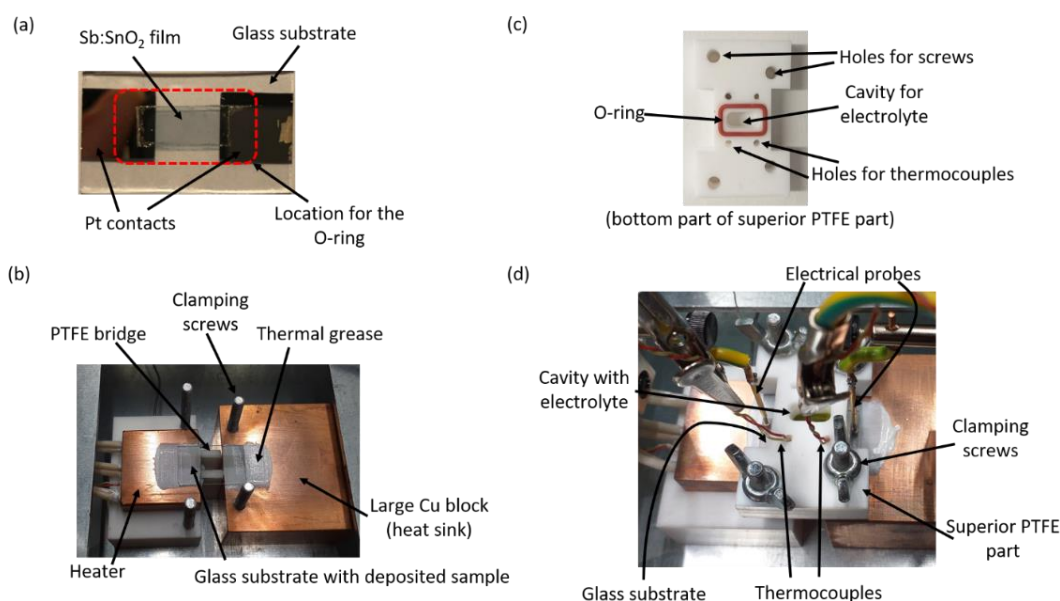 (a)
Sb:SnO₂ film
Glass substrate
Pt contacts
Location for the
O-ring
(c)
Holes for screws
Cavity for
electrolyte
O-ring
Holes for thermocouples
(bottom part of superior PTFE part)
(b)
Clamping
screws
PTFE bridge
Thermal grease
Large Cu block
(heat sink)
Heater
Glass substrate with deposited sample
(d)
Electrical probes
Cavity with
electrolyte
Clamping
screws
Superior PTFE
part
Glass substrate
Thermocouples